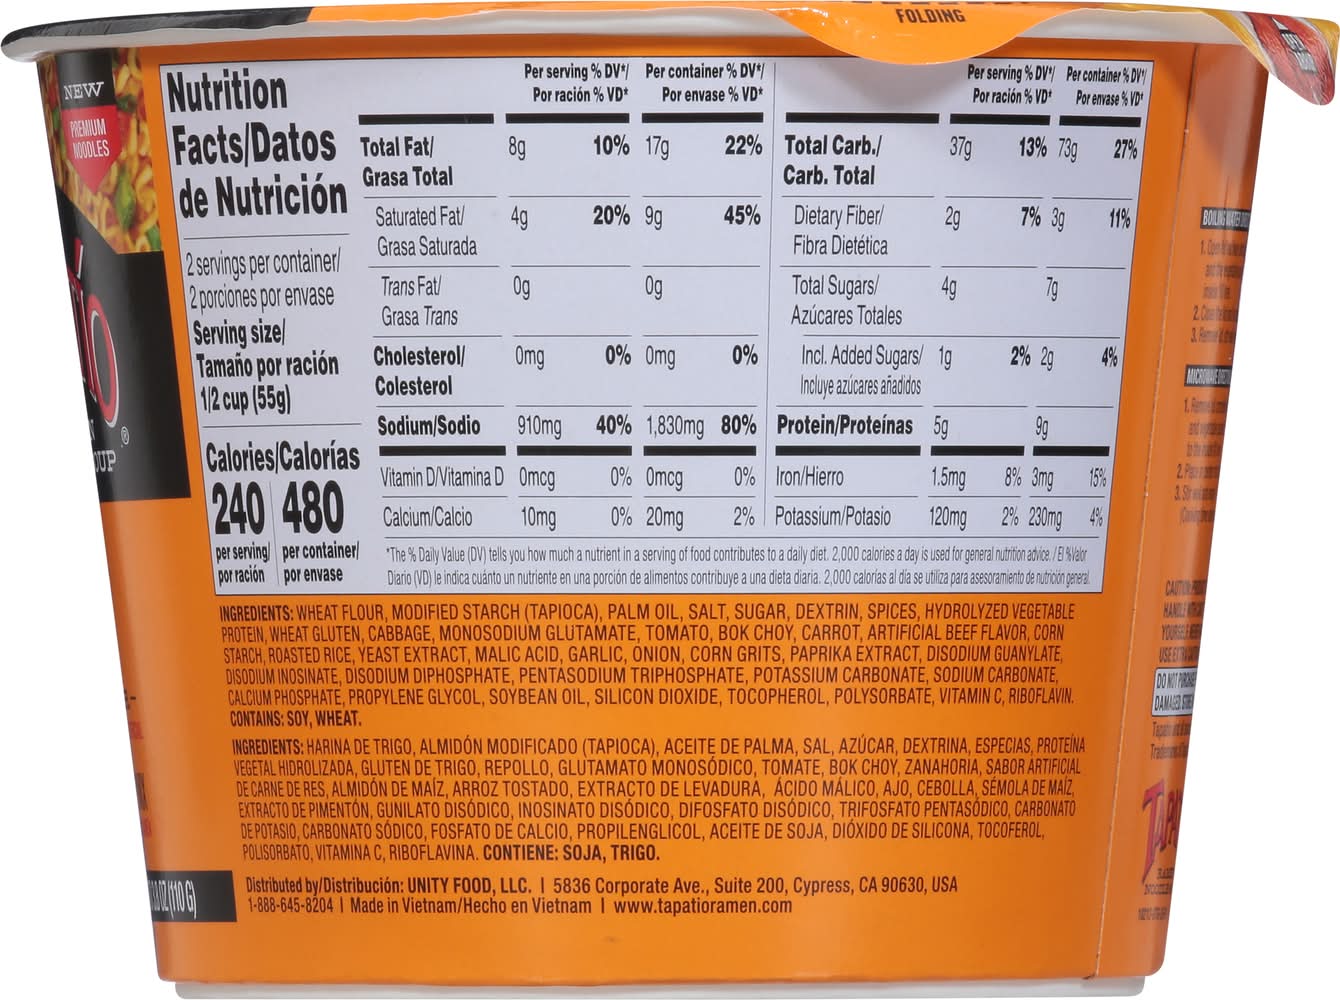 FOLDING
NEW
PREMIUM
NOODLES
Nutrition
Facts/Datos
de Nutrición
2 servings per container/
2 porciones por envase
Serving size/
Tamaño por ración
1/2 cup (55g)
Calories/Calorías
240 480
per serving/ per container/
por ración por envase
Per serving % DV*/ Per container % DV*/
Por ración % VD* Por envase % VD*
Total Fat/ 8g 10% 17g 22%
Grasa Total
Saturated Fat/ 4g 20% 9g 45%
Grasa Saturada
Trans Fat/ 0g 0g
Grasa Trans
Cholesterol/ 0mg 0% 0mg 0%
Colesterol
Sodium/Sodio 910mg 40% 1,830mg 80%
Vitamin D/Vitamina D 0mcg 0% 0mcg 0%
Calcium/Calcio 10mg 0% 20mg 2%
Per serving % DV*/ Per container % DV*/
Por ración % VD* Por envase % VD*
Total Carb./ 37g 13% 73g 27%
Carb. Total
Dietary Fiber/ 2g 7% 3g 11%
Fibra Dietética
Total Sugars/ 4g 7g
Azúcares Totales
Incl. Added Sugars/ 1g 2% 2g 4%
Incluye azúcares añadidos
Protein/Proteínas 5g 9g
Iron/Hierro 1.5mg 8% 3mg 15%
Potassium/Potasio 120mg 2% 230mg 4%
*The % Daily Value (DV) tells you how much a nutrient in a serving of food contributes to a daily diet. 2,000 calories a day is used for general nutrition advice. / El %Valor
Diario (VD) le indica cuánto un nutriente en una porción de alimentos contribuye a una dieta diaria. 2,000 calorías al día se utiliza para asesoramiento de nutrición general.
INGREDIENTS: WHEAT FLOUR, MODIFIED STARCH (TAPIOCA), PALM OIL, SALT, SUGAR, DEXTRIN, SPICES, HYDROLYZED VEGETABLE
PROTEIN, WHEAT GLUTEN, CABBAGE, MONOSODIUM GLUTAMATE, TOMATO, BOK CHOY, CARROT, ARTIFICIAL BEEF FLAVOR, CORN
STARCH, ROASTED RICE, YEAST EXTRACT, MALIC ACID, GARLIC, ONION, CORN GRITS, PAPRIKA EXTRACT, DISODIUM GUANYLATE,
DISODIUM INOSINATE, DISODIUM DIPHOSPHATE, PENTASODIUM TRIPHOSPHATE, POTASSIUM CARBONATE, SODIUM CARBONATE,
CALCIUM PHOSPHATE, PROPYLENE GLYCOL, SOYBEAN OIL, SILICON DIOXIDE, TOCOPHEROL, POLYSORBATE, VITAMIN C, RIBOFLAVIN.
CONTAINS: SOY, WHEAT.
INGREDIENTS: HARINA DE TRIGO, ALMIDÓN MODIFICADO (TAPIOCA), ACEITE DE PALMA, SAL, AZÚCAR, DEXTRINA, ESPECIAS, PROTEÍNA
VEGETAL HIDROLIZADA, GLUTEN DE TRIGO, REPOLLO, GLUTAMATO MONOSÓDICO, TOMATE, BOK CHOY, ZANAHORIA, SABOR ARTIFICIAL
DE CARNE DE RES, ALMIDÓN DE MAÍZ, ARROZ TOSTADO, EXTRACTO DE LEVADURA, ÁCIDO MÁLICO, AJO, CEBOLLA, SÉMOLA DE MAÍZ,
EXTRACTO DE PIMENTÓN, GUNILATO DISÓDICO, INOSINATO DISÓDICO, DIFOSFATO DISÓDICO, TRIFOSFATO PENTASÓDICO, CARBONATO
DE POTASIO, CARBONATO SÓDICO, FOSFATO DE CALCIO, PROPILENGLICOL, ACEITE DE SOJA, DIÓXIDO DE SILICONA, TOCOFEROL,
POLISORBATO, VITAMINA C, RIBOFLAVINA. CONTIENE: SOJA, TRIGO.
Distributed by/Distribución: UNITY FOOD, LLC. | 5836 Corporate Ave., Suite 200, Cypress, CA 90630, USA
1-888-645-8204 | Made in Vietnam/Hecho en Vietnam | www.tapatioramen.com
(110 G)
BOILING WATER
1. Open
2.
3. Remove
1. Remove
2. Place
3. Stir
DO NOT PURCHASE
DAMAGED.